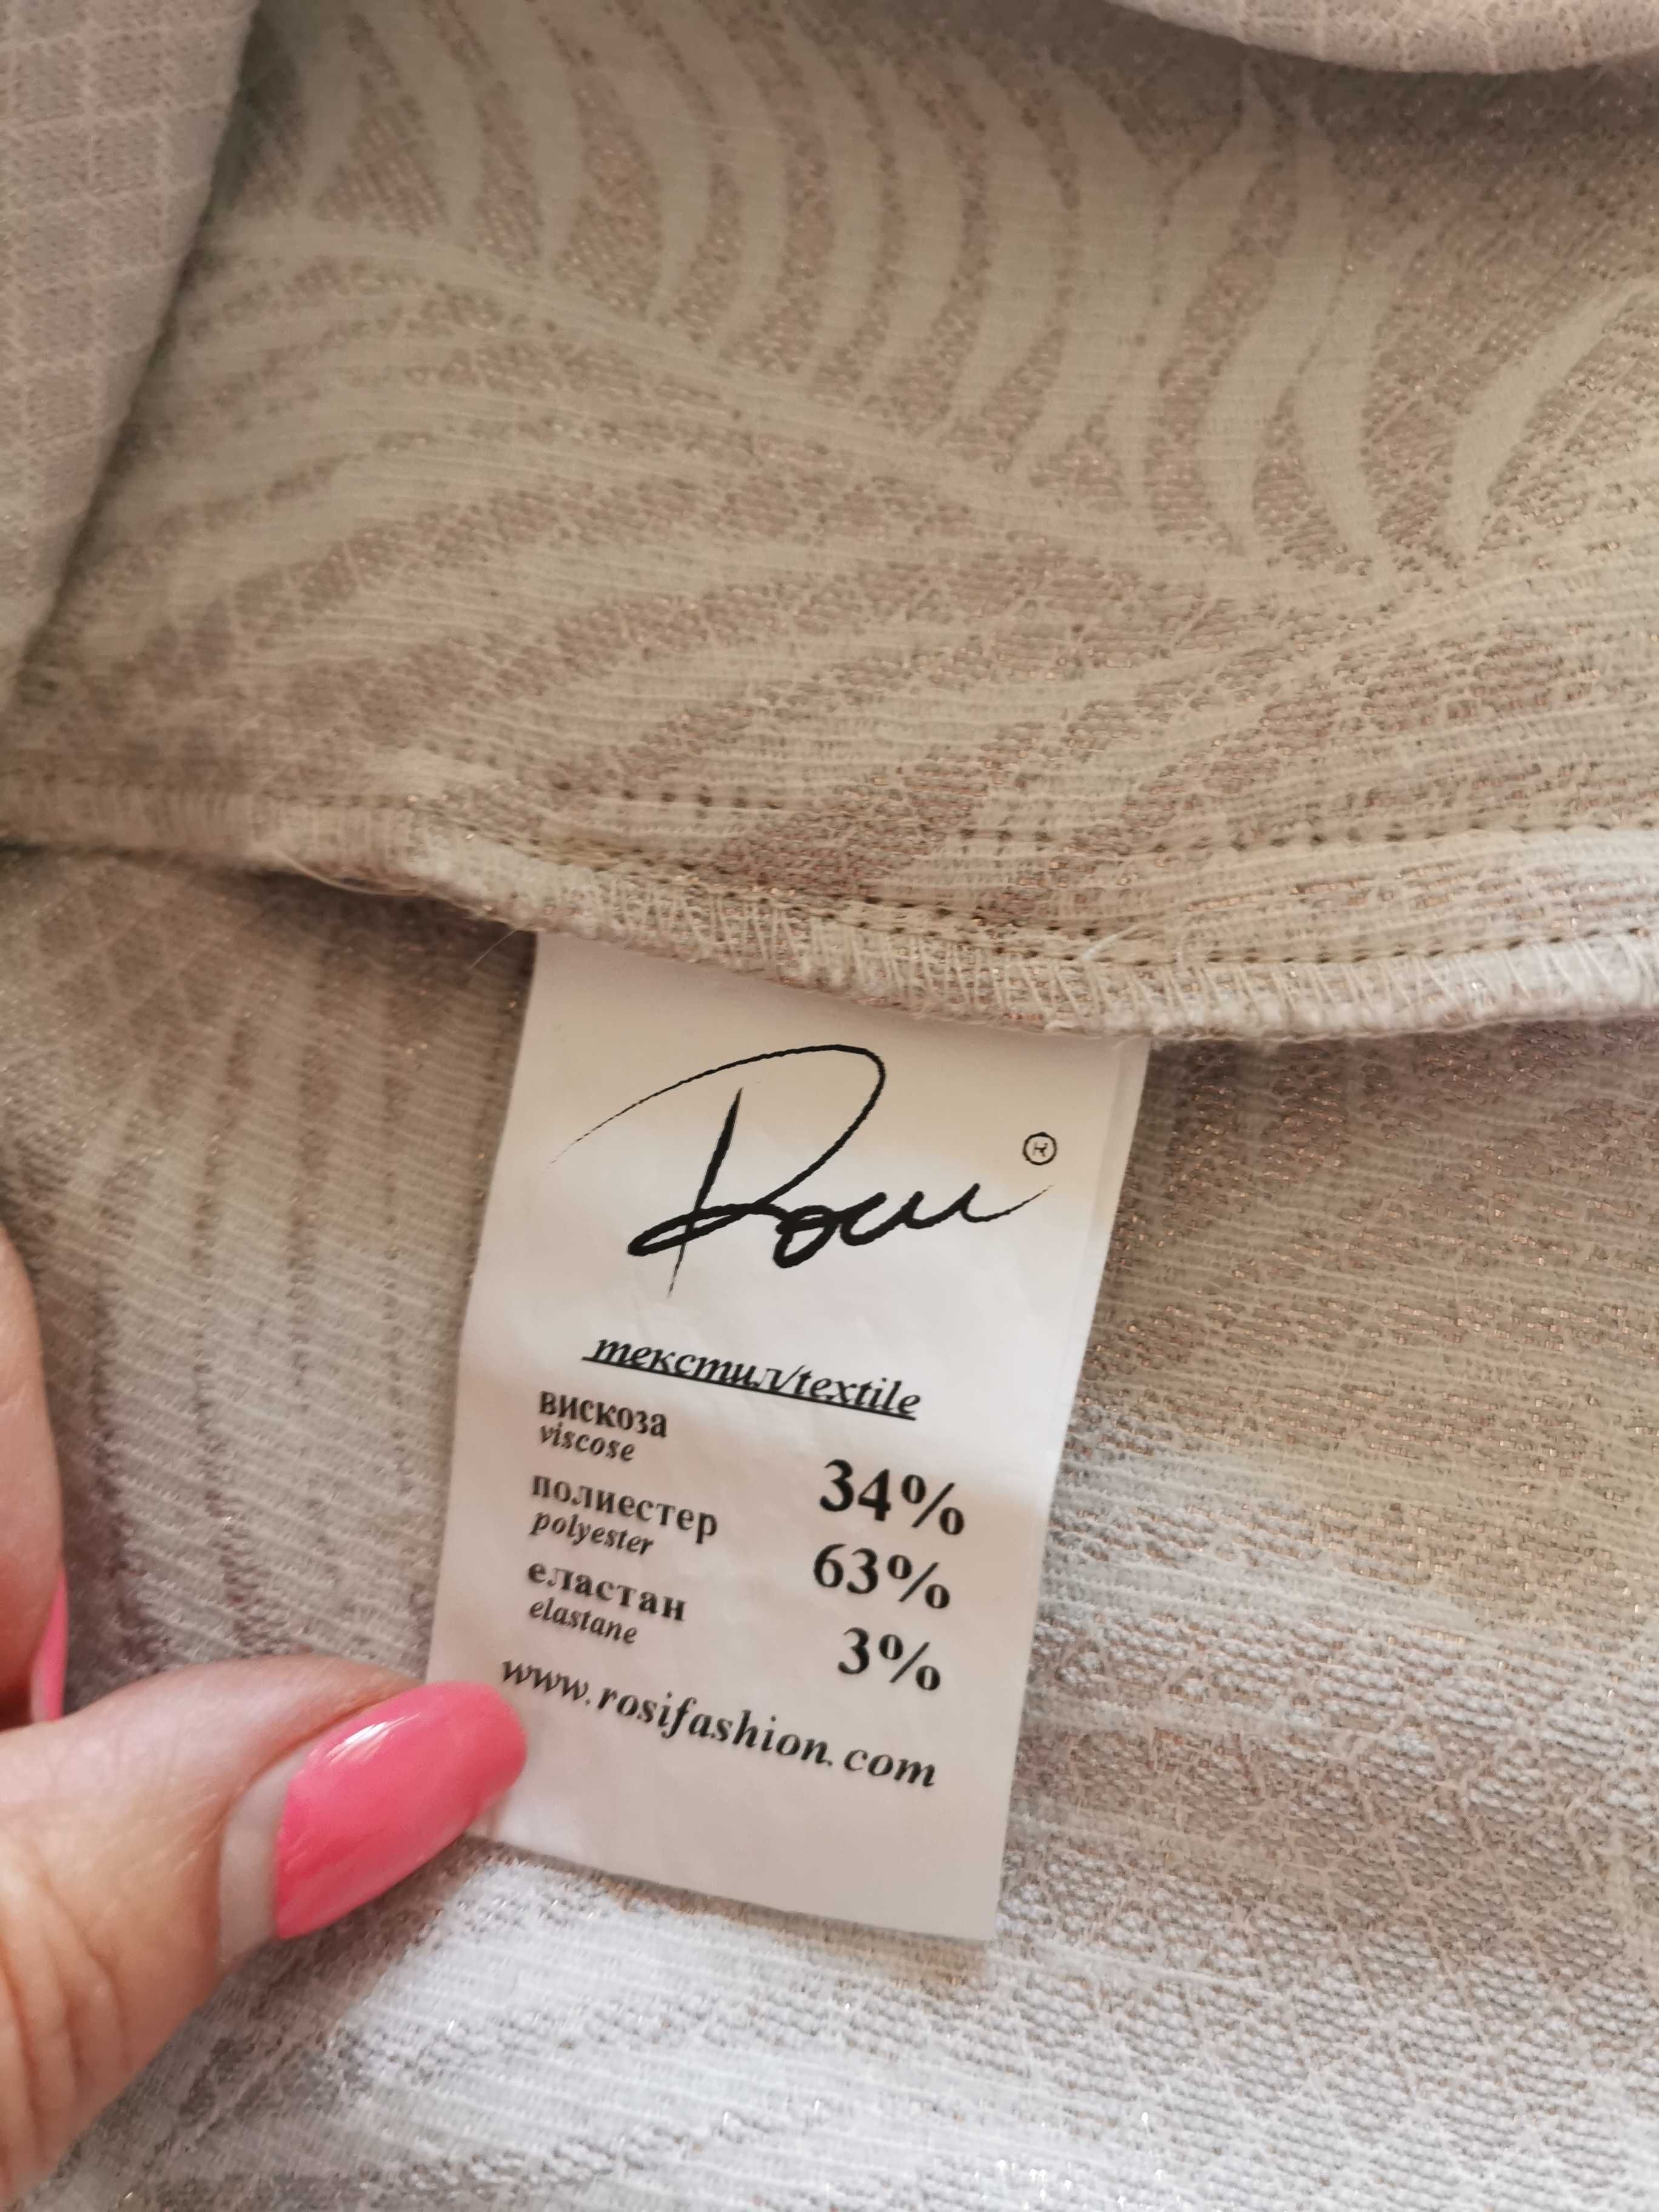 Роси ®
текстил/textile
вискоза
viscose 34%
полиестер
polyester 63%
еластан
elastane 3%
www.rosifashion.com